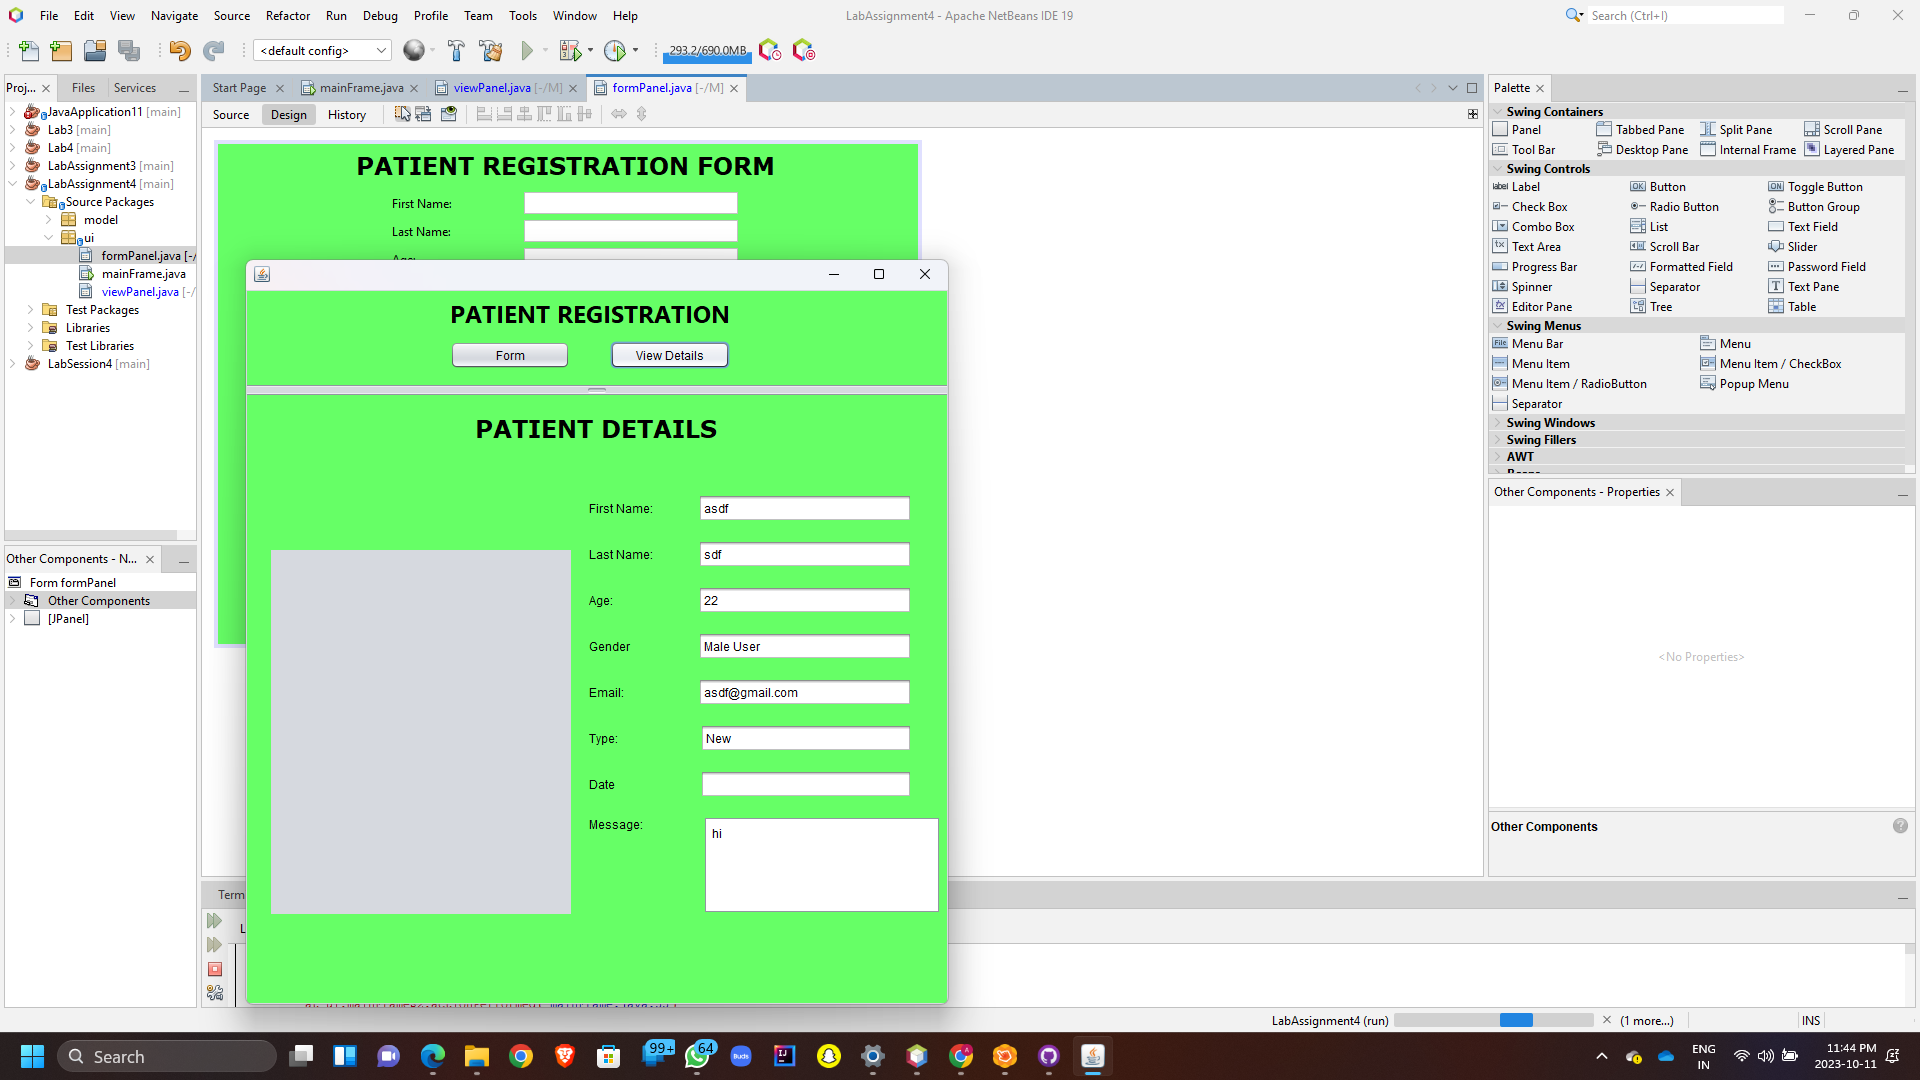 File Edit View Navigate Source Refactor Run Debug Profile Team Tools Window Help
LabAssignment4 - Apache NetBeans IDE 19
Search (Ctrl+I)
<default config>
293.2/690.0MB
Proj... Files Services
JavaApplication11 [main]
Lab3 [main]
Lab4 [main]
LabAssignment3 [main]
LabAssignment4 [main]
Source Packages
model
ui
formPanel.java [-/
mainFrame.java
viewPanel.java [-/
Test Packages
Libraries
Test Libraries
LabSession4 [main]
Other Components - N...
Form formPanel
Other Components
[JPanel]
Start Page mainFrame.java viewPanel.java [-/M] formPanel.java [-/M]
Source Design History
PATIENT REGISTRATION FORM
First Name:
Last Name:
PATIENT REGISTRATION
Form View Details
PATIENT DETAILS
First Name: asdf
Last Name: sdf
Age: 22
Gender Male User
Email: asdf@gmail.com
Type: New
Date
Message: hi
Term
Palette
Swing Containers
Panel Tabbed Pane Split Pane Scroll Pane
Tool Bar Desktop Pane Internal Frame Layered Pane
Swing Controls
label Label OK Button ON Toggle Button
Check Box Radio Button Button Group
Combo Box List Text Field
Text Area Scroll Bar Slider
Progress Bar Formatted Field Password Field
Spinner Separator Text Pane
Editor Pane Tree Table
Swing Menus
File Menu Bar Menu
Menu Item Menu Item / CheckBox
Menu Item / RadioButton Popup Menu
Separator
Swing Windows
Swing Fillers
AWT
Other Components - Properties
<No Properties>
Other Components
LabAssignment4 (run) (1 more...) INS
Search
99+
64
Buds
ENG
IN
11:44 PM
2023-10-11